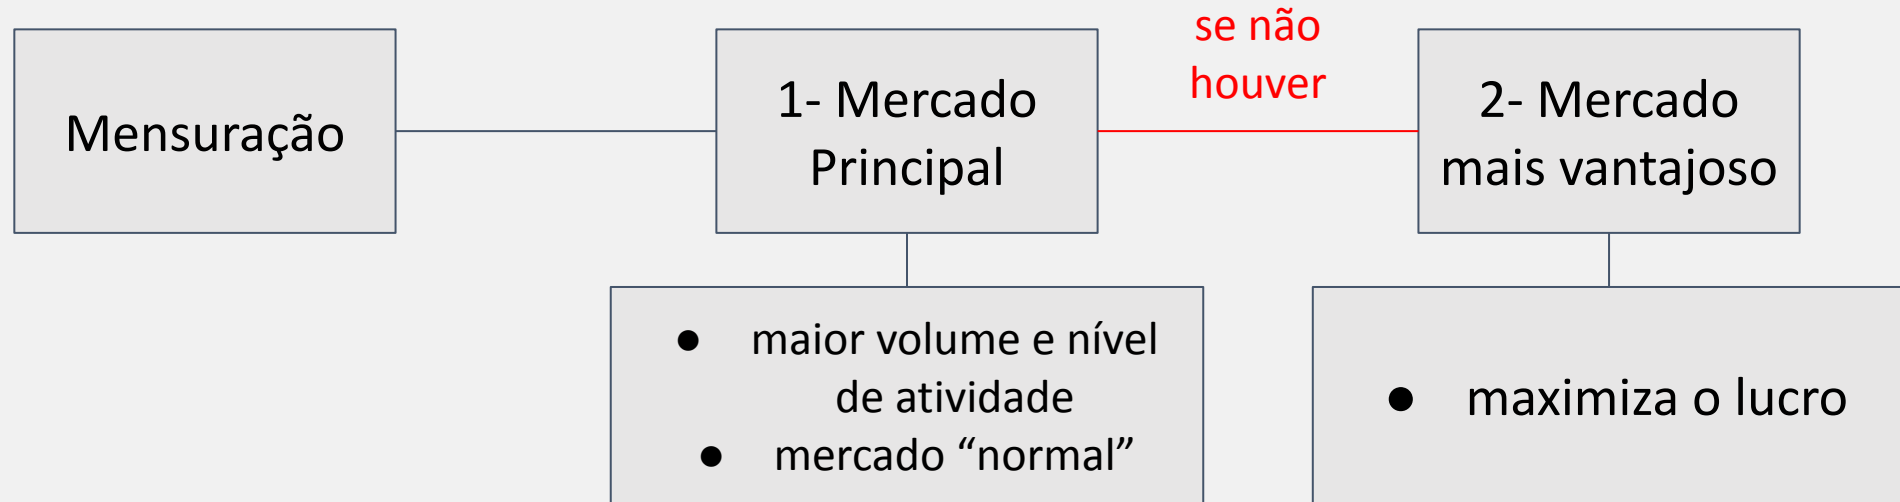 Mensuração
1- Mercado
Principal
se não
houver
2- Mercado
mais vantajoso
● maior volume e nível
de atividade
● mercado “normal”
● maximiza o lucro